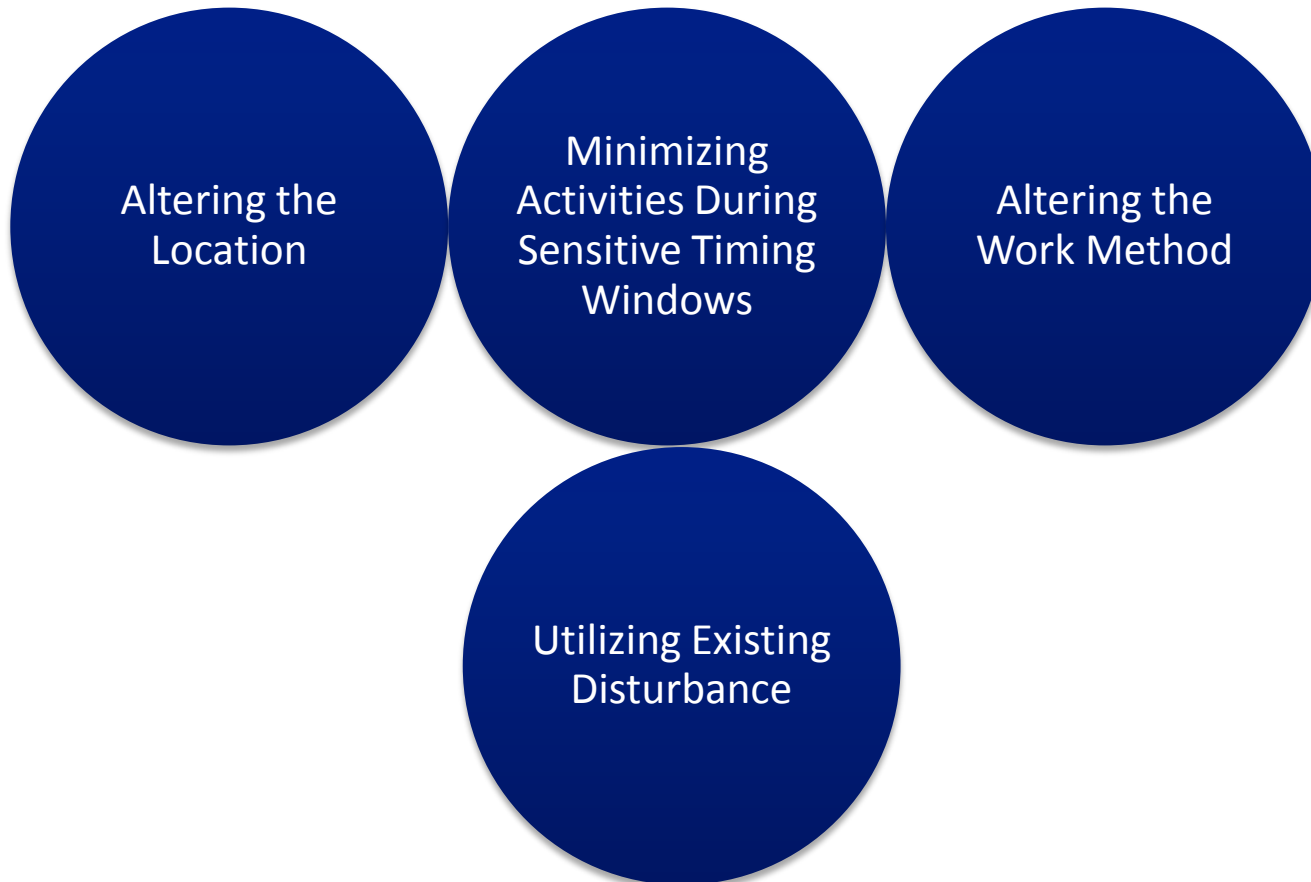 Altering the
Location
Minimizing
Activities During
Sensitive Timing
Windows
Altering the
Work Method
Utilizing Existing
Disturbance